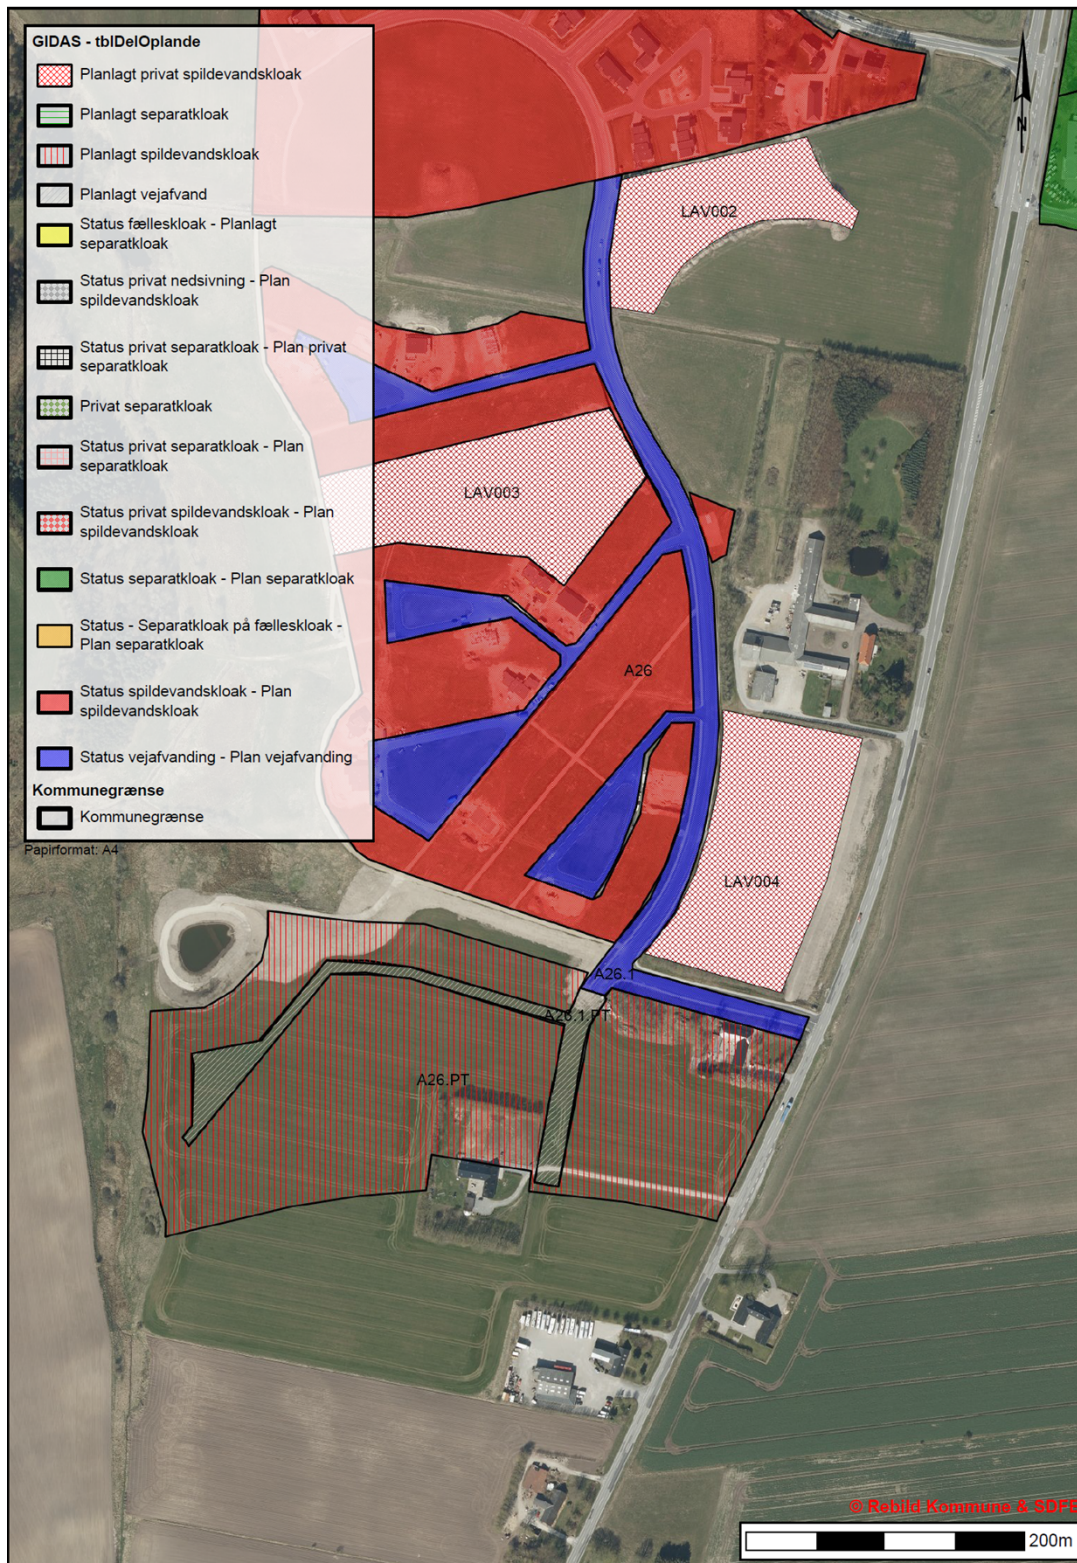 GIDAS - tblDelOplande
Planlagt privat spildevandskloak
Planlagt separatkloak
Planlagt spildevandskloak
Planlagt vejafvand
Status fælleskloak - Planlagt
separatkloak
Status privat nedsivning - Plan
spildevandskloak
Status privat separatkloak - Plan privat
separatkloak
Privat separatkloak
Status privat separatkloak - Plan
separatkloak
Status privat spildevandskloak - Plan
spildevandskloak
Status separatkloak - Plan separatkloak
Status - Separatkloak på fælleskloak -
Plan separatkloak
Status spildevandskloak - Plan
spildevandskloak
Status vejafvanding - Plan vejafvanding
Kommunegrænse
Kommunegrænse
Papirformat: A4
N
LAV002
LAV003
A26
LAV004
A26.1
A26.1.PT
A26.PT
© Rebild Kommune & SDFE
200m